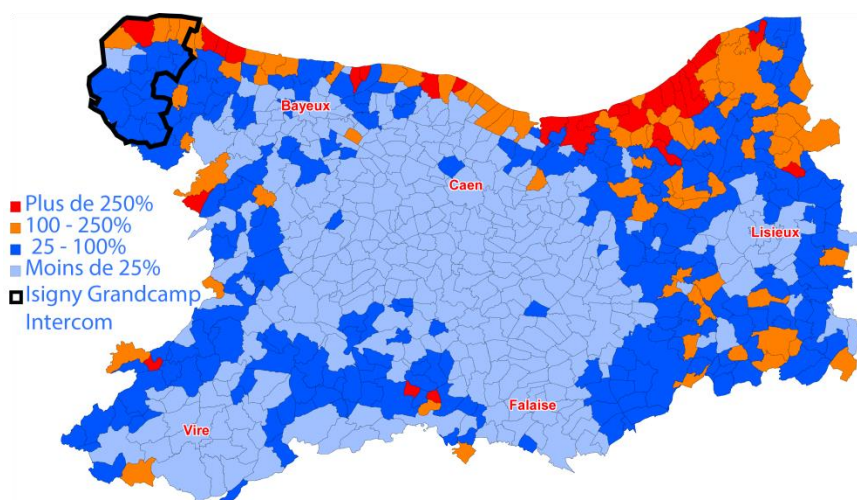 Bayeux
Caen
Plus de 250%
100 - 250%
25 - 100%
Moins de 25%
Isigny Grandcamp
Intercom
Lisieux
Falaise
Vire